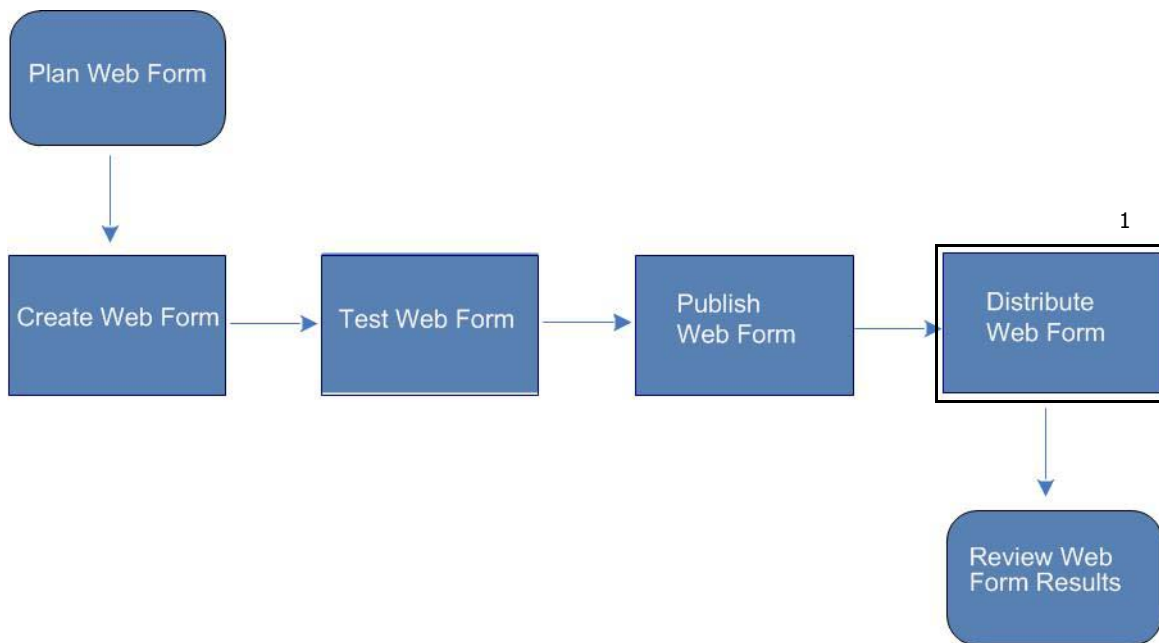 Plan Web Form
1
Create Web Form
Test Web Form
Publish
Web Form
Distribute
Web Form
Review Web
Form Results